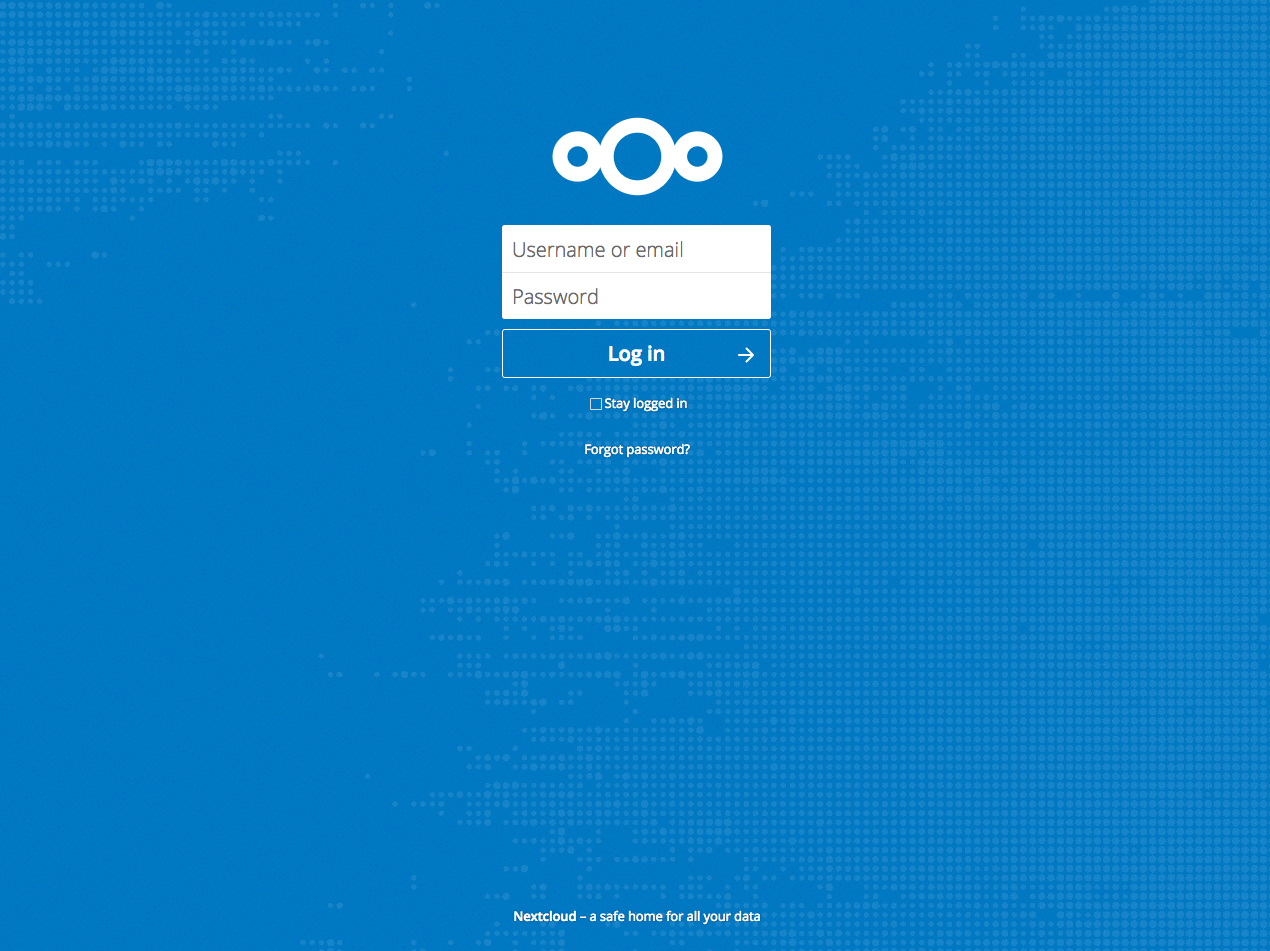 Username or email
Password
Log in
Stay logged in
Forgot password?
Nextcloud – a safe home for all your data